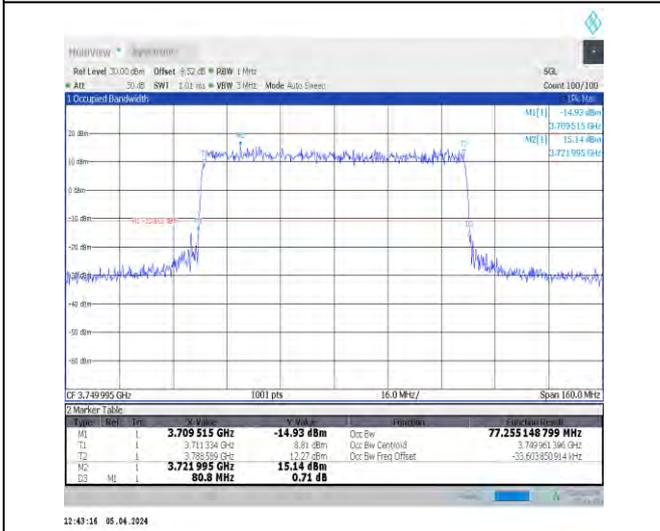 MultiView
Ref Level 30.00 dBm Offset 9.52 dB RBW 1 MHz SGL
Att 30 dB SWT 1.01 ms VBW 3 MHz Mode Auto Sweep Count 100/100
1 Occupied Bandwidth 1Pk Max
M1[1] -14.93 dBm
3.709515 GHz
M2[1] 15.14 dBm
3.721995 GHz
20 dBm
10 dBm
0 dBm
-10 dBm
-20 dBm
-30 dBm
-40 dBm
-50 dBm
-60 dBm
CF 3.749995 GHz 1001 pts 16.0 MHz/ Span 160.0 MHz
2 Marker Table
Type Ref Trc X-Value Y-Value Function Function Result
M1 1 3.709 515 GHz -14.93 dBm Occ Bw 77.255 148 799 MHz
T1 1 3.711334 GHz 8.81 dBm Occ Bw Centroid 3.749 961 396 GHz
T2 1 3.788589 GHz 12.27 dBm Occ Bw Freq Offset -33.603 850 914 kHz
M2 1 3.721 995 GHz 15.14 dBm
D3 M1 1 80.8 MHz 0.71 dB
12:43:16 05.04.2024